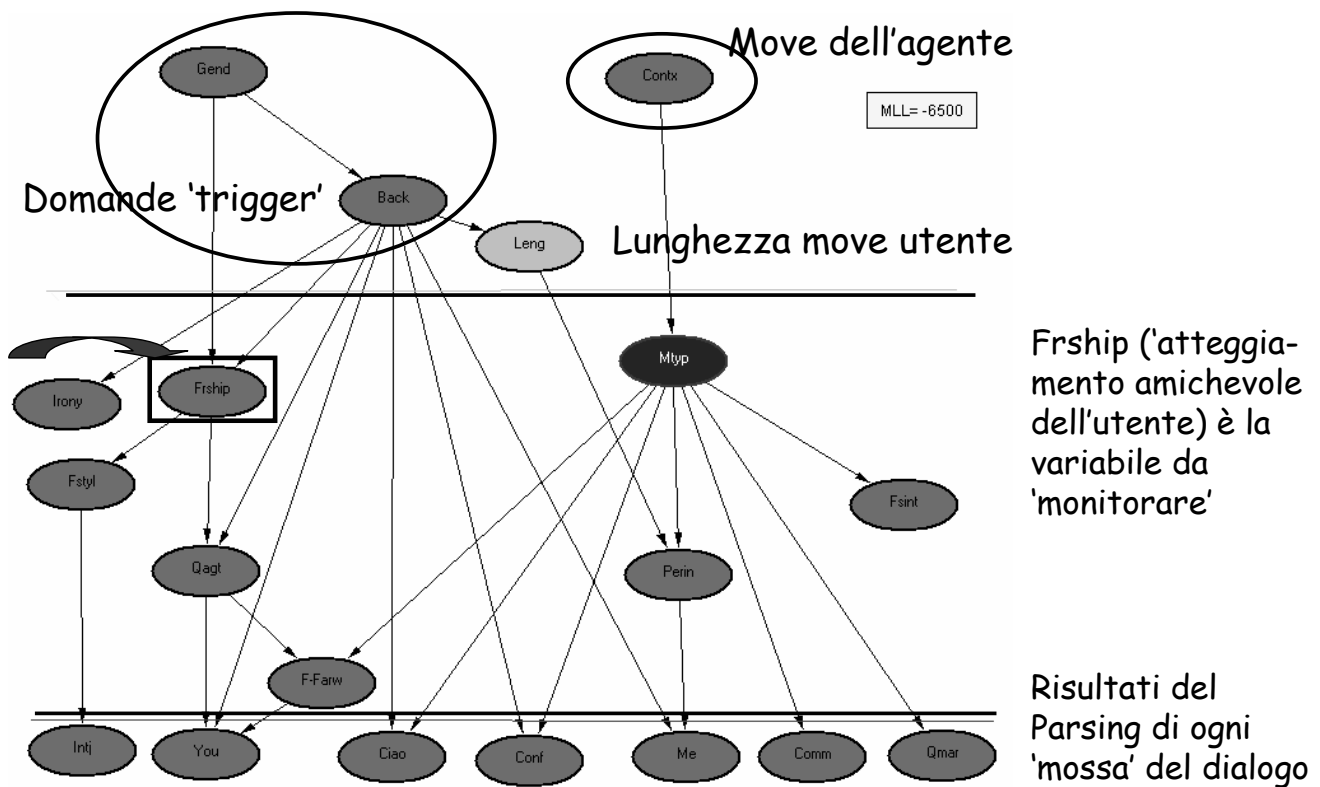 Move dell'agente
Gend
Contx
MLL= -6500
Domande 'trigger'
Back
Leng
Lunghezza move utente
Mtyp
Irony
Frship
Frship ('atteggia-
mento amichevole
dell'utente) è la
variabile da
'monitorare'
Fstyl
Fsint
Qagt
Perin
F-Farw
Risultati del
Parsing di ogni
'mossa' del dialogo
Intj
You
Ciao
Conf
Me
Comm
Qmar